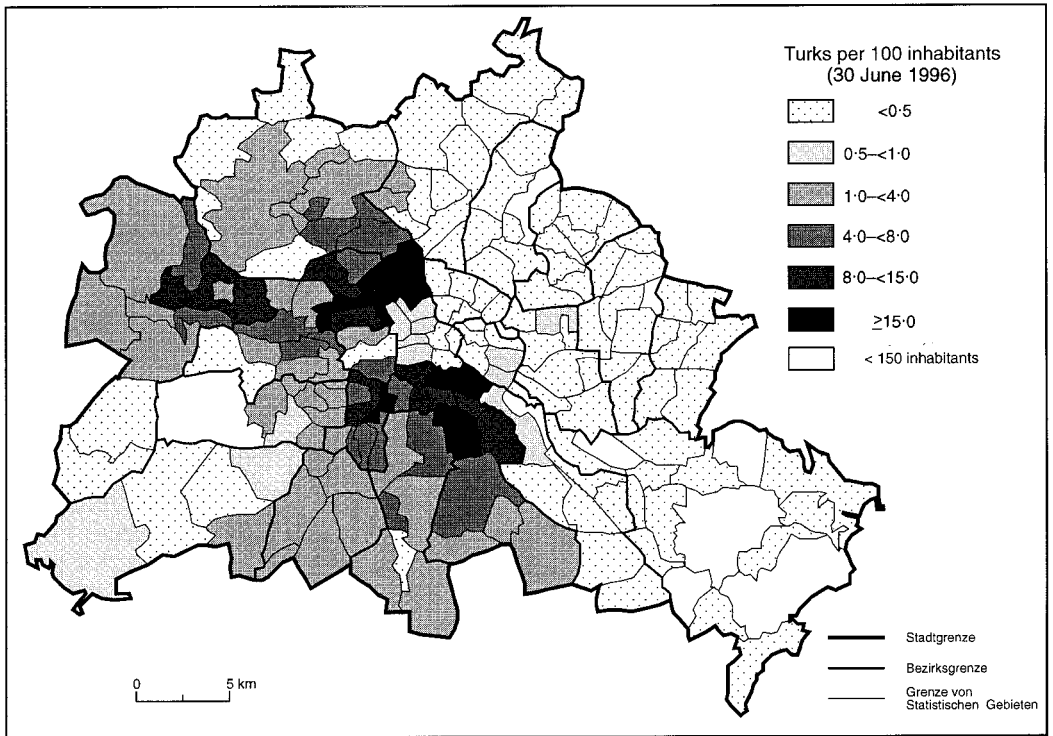 Turks per 100 inhabitants
(30 June 1996)
<0·5
0·5–<1·0
1·0–<4·0
4·0–<8·0
8·0–<15·0
≥15·0
< 150 inhabitants
Stadtgrenze
Bezirksgrenze
Grenze von
Statistischen Gebieten
0 5 km